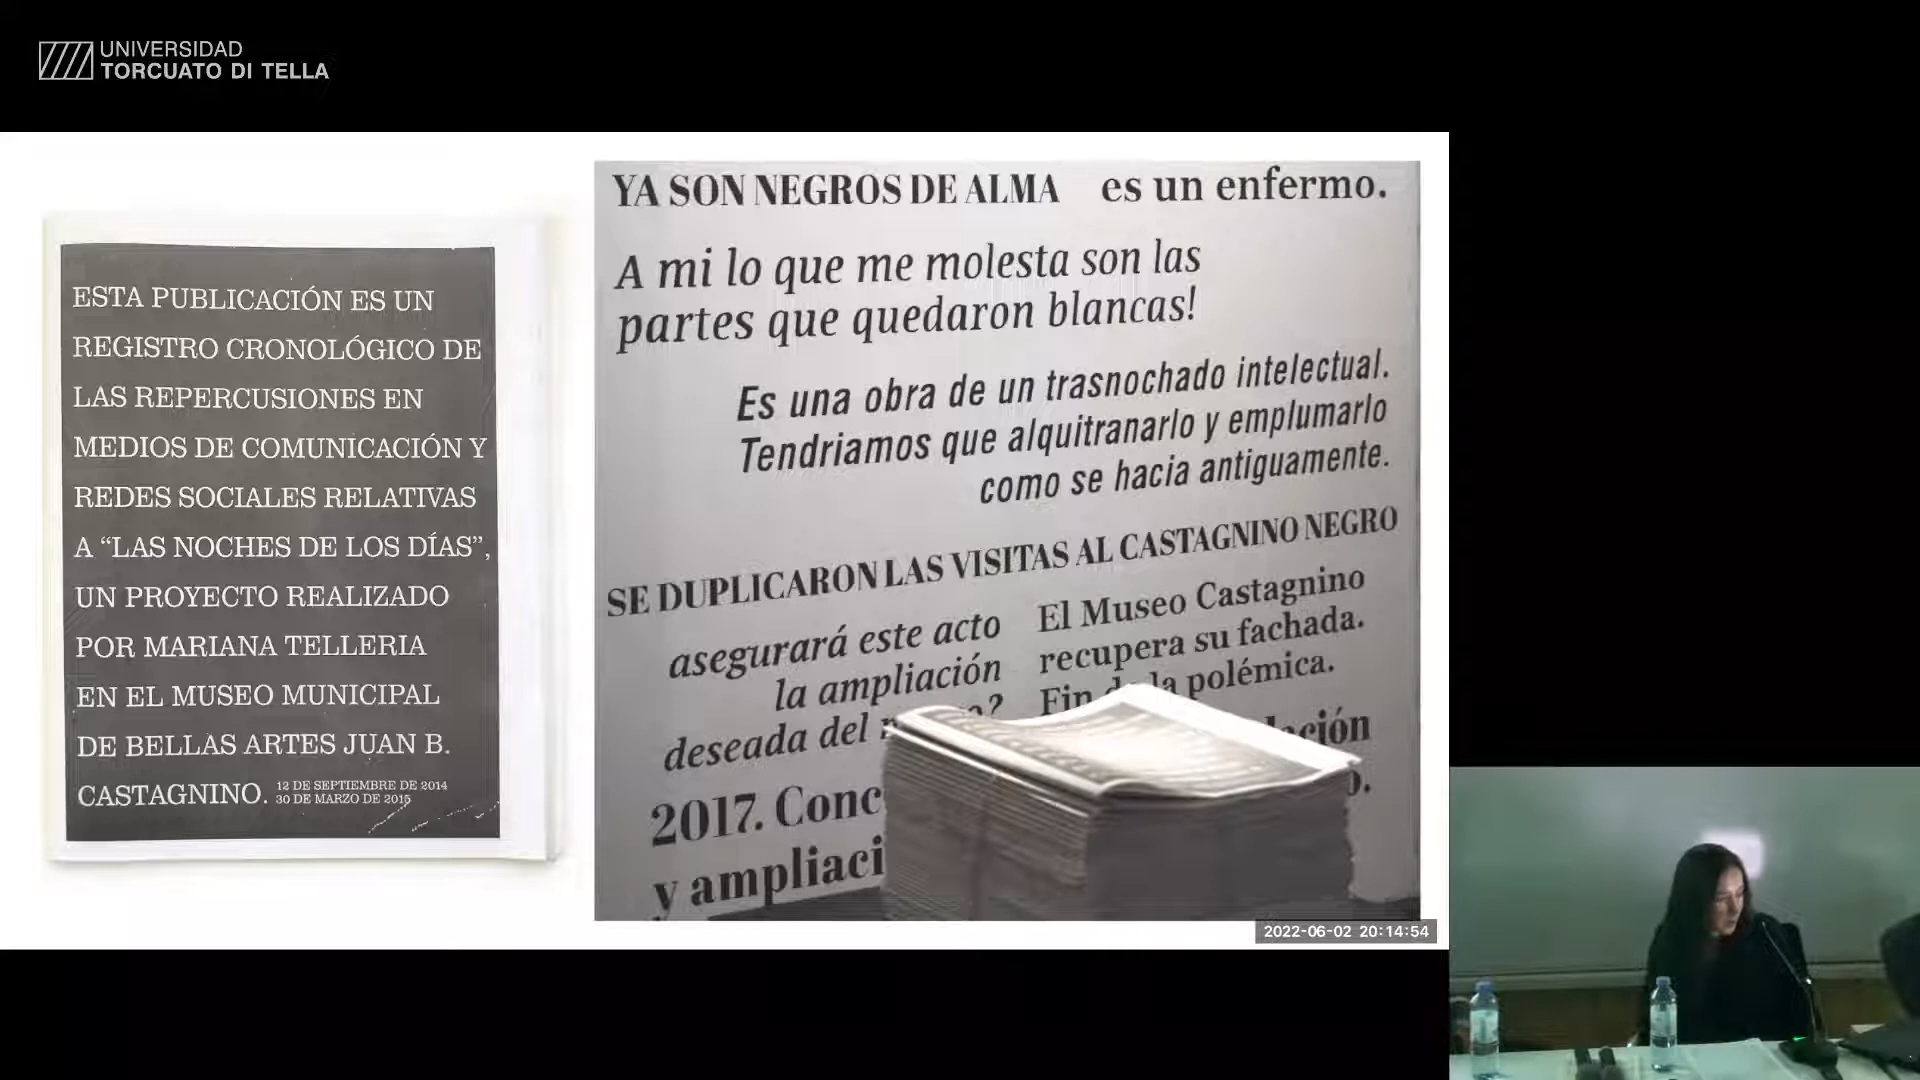 UNIVERSIDAD
TORCUATO DI TELLA
ESTA PUBLICACIÓN ES UN
REGISTRO CRONOLÓGICO DE
LAS REPERCUSIONES EN
MEDIOS DE COMUNICACIÓN Y
REDES SOCIALES RELATIVAS
A “LAS NOCHES DE LOS DÍAS”,
UN PROYECTO REALIZADO
POR MARIANA TELLERIA
EN EL MUSEO MUNICIPAL
DE BELLAS ARTES JUAN B.
CASTAGNINO. 12 DE SEPTIEMBRE DE 2014
30 DE MARZO DE 2015
YA SON NEGROS DE ALMA es un enfermo.
A mi lo que me molesta son las
partes que quedaron blancas!
Es una obra de un trasnochado intelectual.
Tendriamos que alquitranarlo y emplumarlo
como se hacia antiguamente.
SE DUPLICARON LAS VISITAS AL CASTAGNINO NEGRO
asegurará este acto
la ampliación
deseada del
El Museo Castagnino
recupera su fachada.
Fin la polémica.
2017.
y
2022-06-02 20:14:54